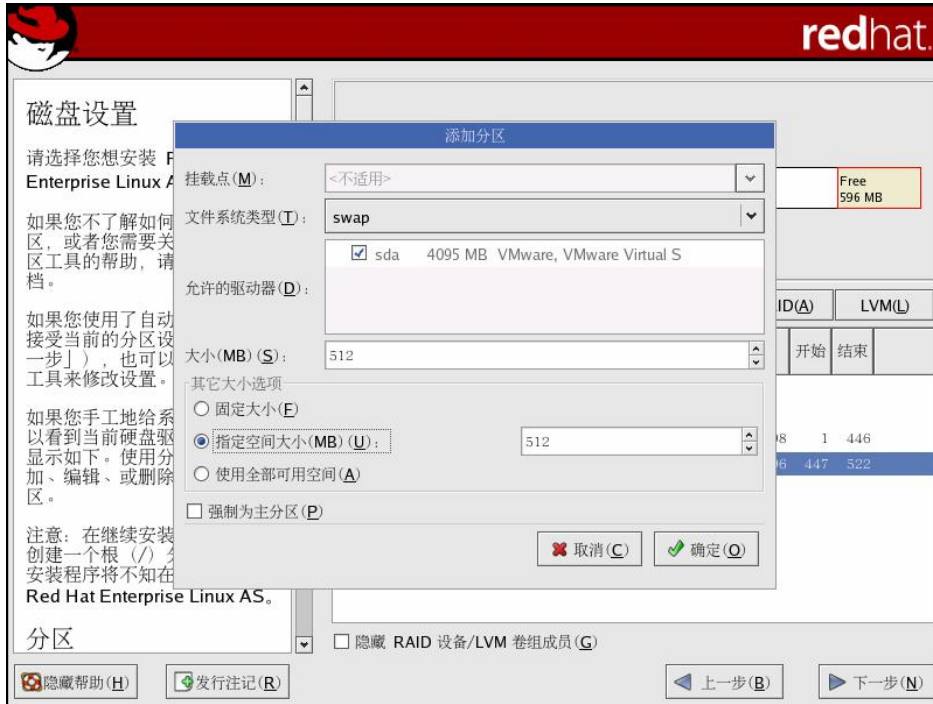 redhat.
磁盘设置
请选择您想安装
Enterprise Linux
如果您不了解如何
区，或者您需要关
区工具的帮助，请
档。
如果您使用了自动
接受当前的分区设
一步」），也可以
工具来修改设置。
如果您手工地给系
以看到当前硬盘驱
显示如下。使用分
加、编辑、或删除
区。
注意：在继续安装
创建一个根（/）
安装程序将不知在
Red Hat Enterprise Linux AS。
分区
添加分区
挂载点(M)：
<不适用>
文件系统类型(T)：
swap
允许的驱动器(D)：
sda 4095 MB VMware, VMware Virtual S
大小(MB)(S)：
512
其它大小选项
固定大小(F)
指定空间大小(MB)(U)：
512
使用全部可用空间(A)
强制为主分区(P)
取消(C)
确定(O)
Free
596 MB
ID(A)
LVM(L)
开始
结束
1 446
447 522
隐藏 RAID 设备/LVM 卷组成员(G)
隐藏帮助(H)
发行注记(R)
上一步(B)
下一步(N)